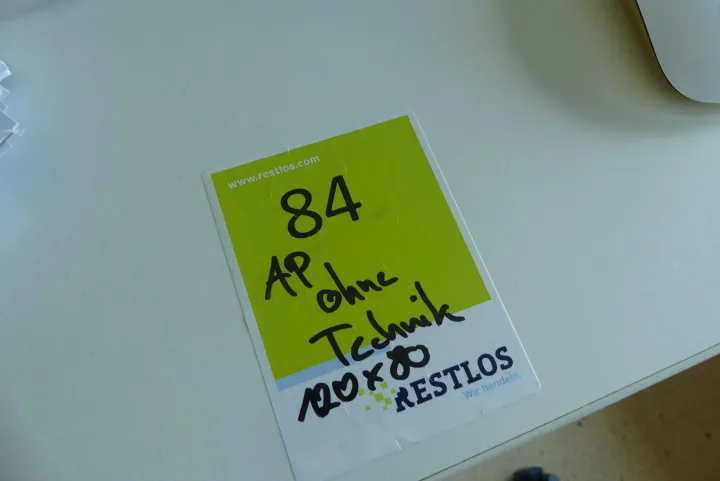 www.restlos.com
84
AP
ohne
Technik
120x80
RESTLOS
Wir handeln.